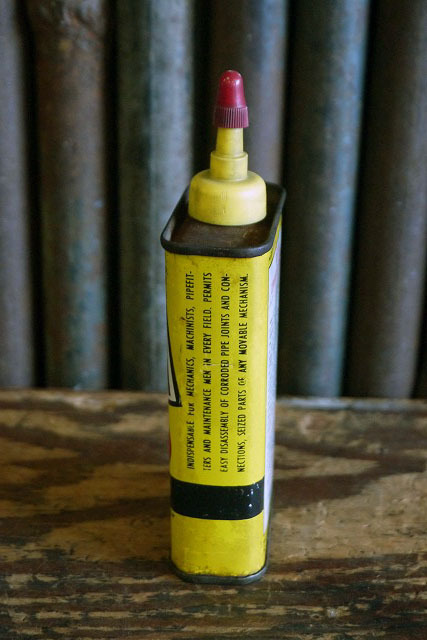 INDISPENSABLE FOR MECHANICS, MACHINISTS, PIPEFIT-
TERS AND MAINTENANCE MEN IN EVERY FIELD. PERMITS
EASY DISASSEMBLY OF CORRODED PIPE JOINTS AND CON-
NECTIONS, SEIZED PARTS OF ANY MOVABLE MECHANISM.